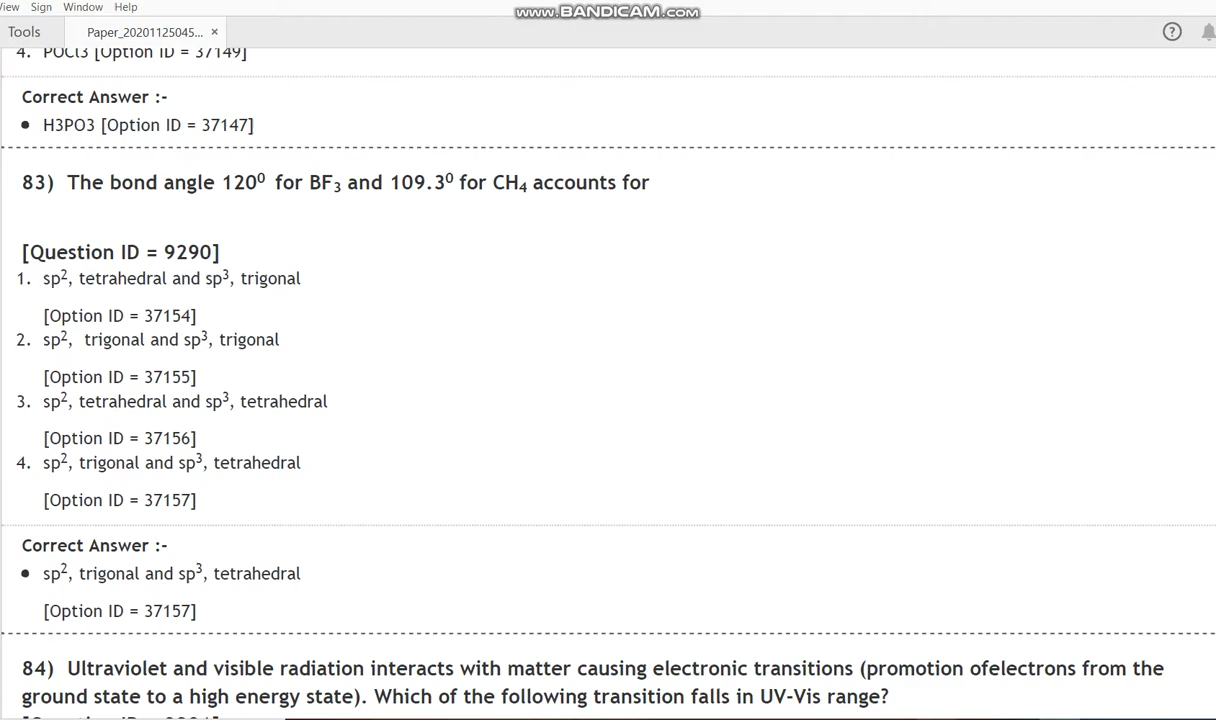 View Sign Window Help
www.BANDICAM.com
Tools Paper_20201125045... ×
4. POCl3 [Option ID = 37149]
Correct Answer :-
• H3PO3 [Option ID = 37147]
83) The bond angle 120⁰ for BF₃ and 109.3⁰ for CH₄ accounts for
[Question ID = 9290]
1. sp², tetrahedral and sp³, trigonal
[Option ID = 37154]
2. sp², trigonal and sp³, trigonal
[Option ID = 37155]
3. sp², tetrahedral and sp³, tetrahedral
[Option ID = 37156]
4. sp², trigonal and sp³, tetrahedral
[Option ID = 37157]
Correct Answer :-
• sp², trigonal and sp³, tetrahedral
[Option ID = 37157]
84) Ultraviolet and visible radiation interacts with matter causing electronic transitions (promotion ofelectrons from the
ground state to a high energy state). Which of the following transition falls in UV-Vis range?